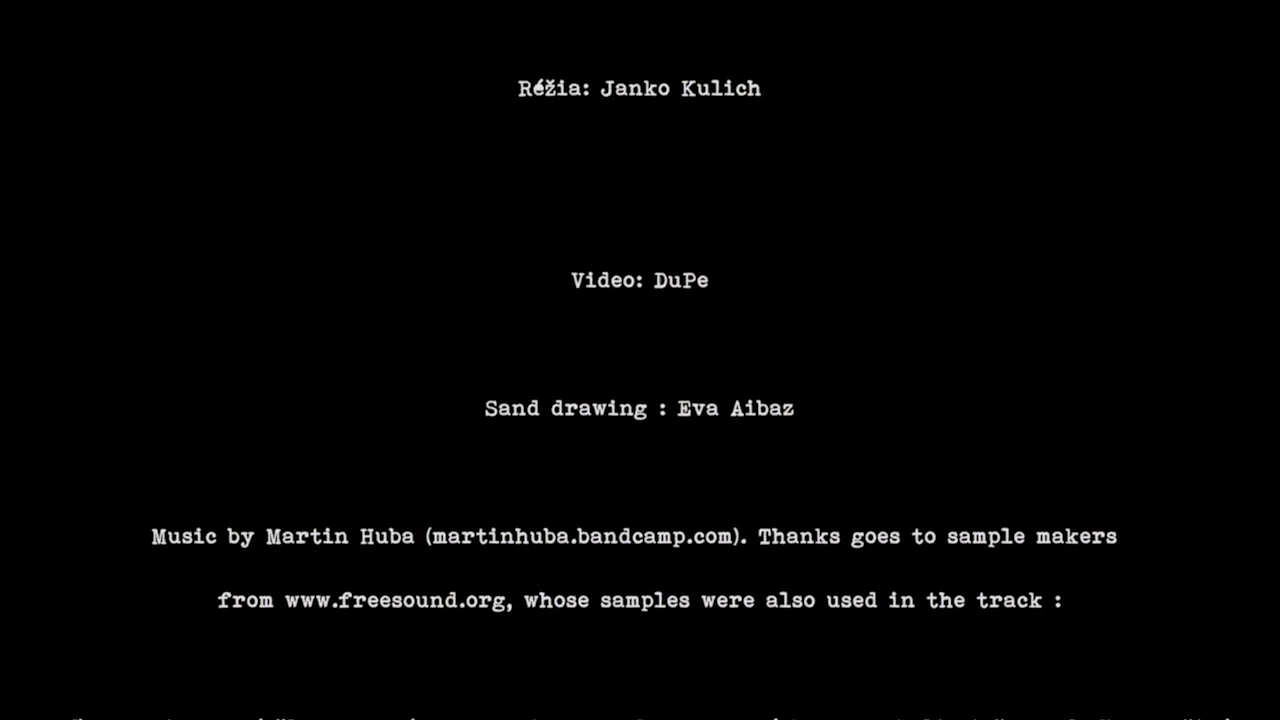 Réžia: Janko Kulich
Video: DuPe
Sand drawing : Eva Aibaz
Music by Martin Huba (martinhuba.bandcamp.com). Thanks goes to sample makers
from www.freesound.org, whose samples were also used in the track :